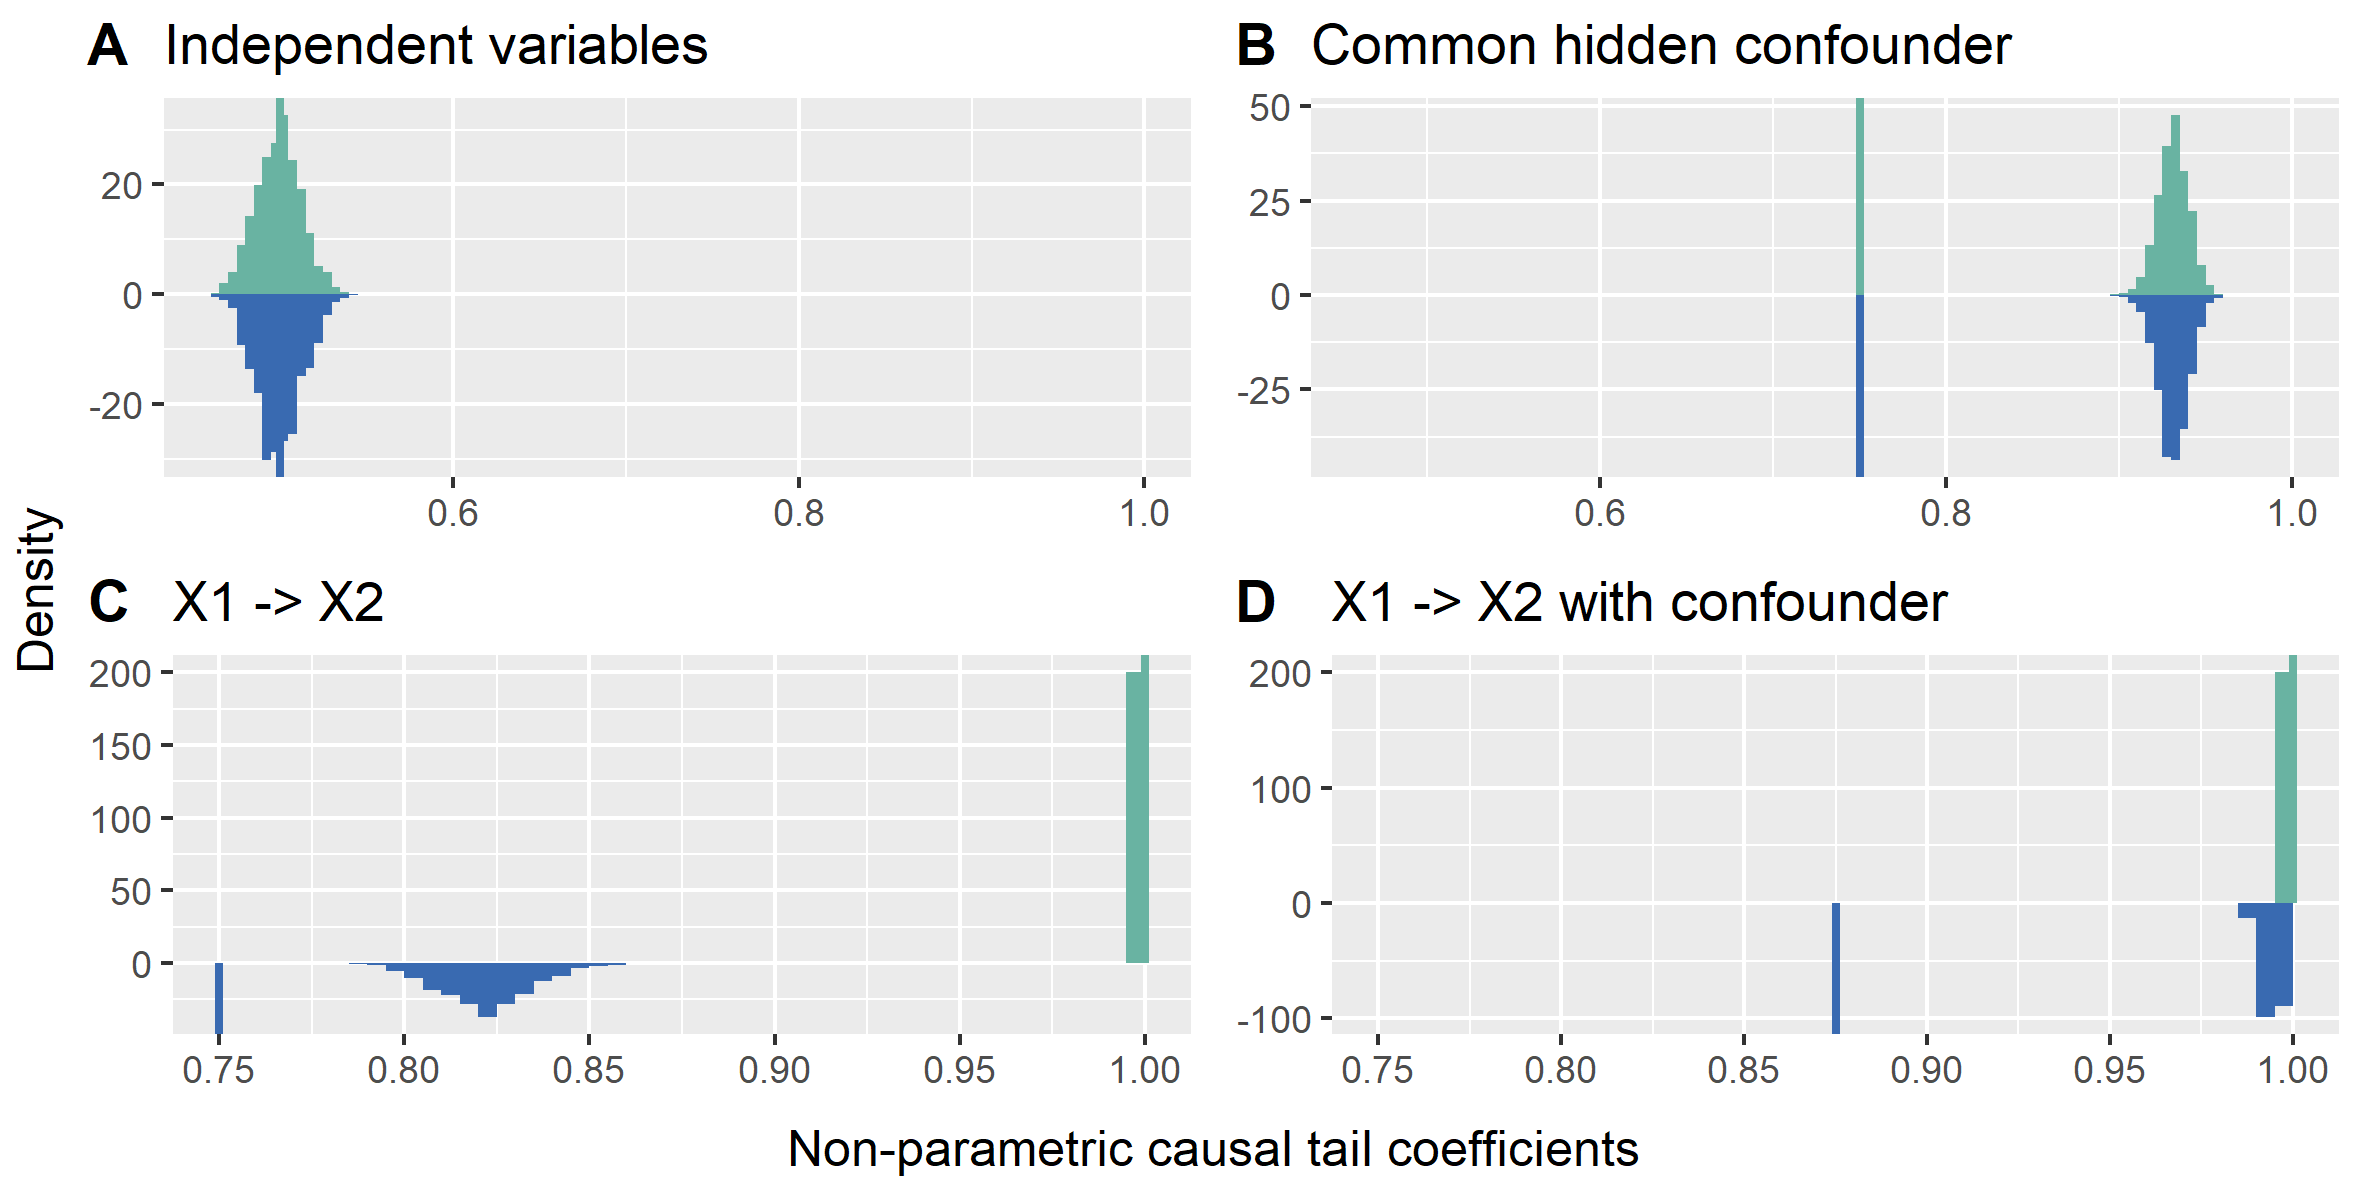 A Independent variables
B Common hidden confounder
20
0
-20
0.6 0.8 1.0
50
25
0
-25
0.6 0.8 1.0
Density
C X1 -> X2
D X1 -> X2 with confounder
200
150
100
50
0
0.75 0.80 0.85 0.90 0.95 1.00
200
100
0
-100
0.75 0.80 0.85 0.90 0.95 1.00
Non-parametric causal tail coefficients